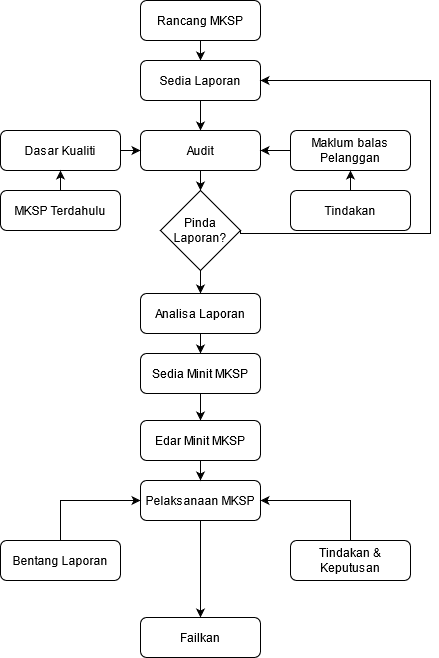 Rancang MKSP
Sedia Laporan
Dasar Kualiti
Audit
Maklum balas
Pelanggan
MKSP Terdahulu
Tindakan
Pinda
Laporan?
Analisa Laporan
Sedia Minit MKSP
Edar Minit MKSP
Pelaksanaan MKSP
Bentang Laporan
Tindakan &
Keputusan
Failkan